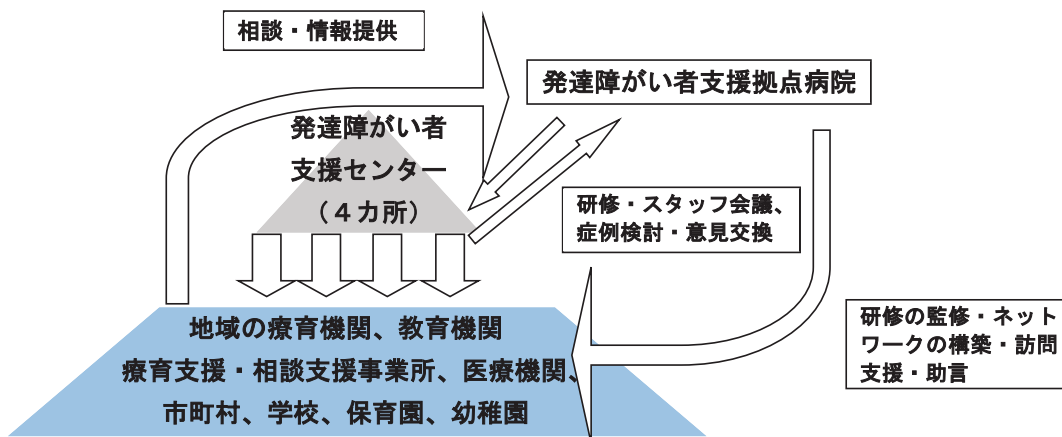 相談・情報提供
発達障がい者支援拠点病院
発達障がい者
支援センター
（４カ所）
研修・スタッフ会議、
症例検討・意見交換
研修の監修・ネット
ワークの構築・訪問
支援・助言
地域の療育機関、教育機関
療育支援・相談支援事業所、医療機関、
市町村、学校、保育園、幼稚園